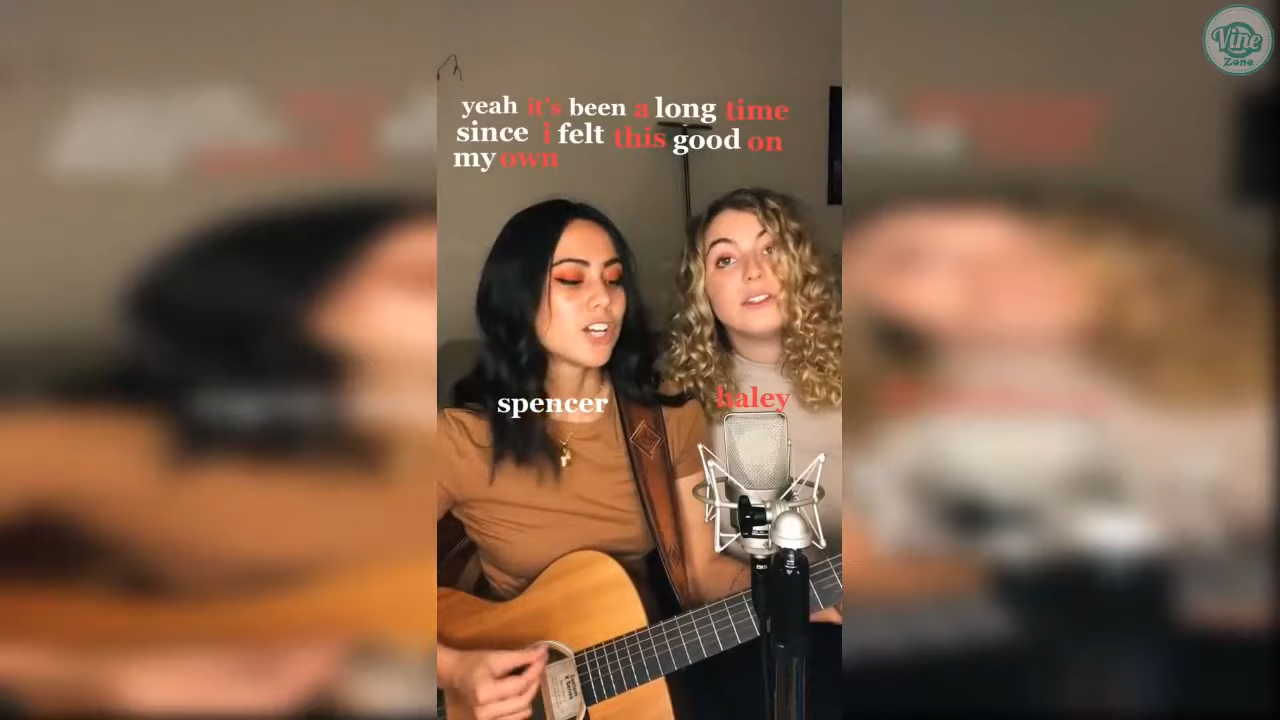 Vine
Zone
yeah it's been a long time
since i felt this good on
my own
spencer
haley